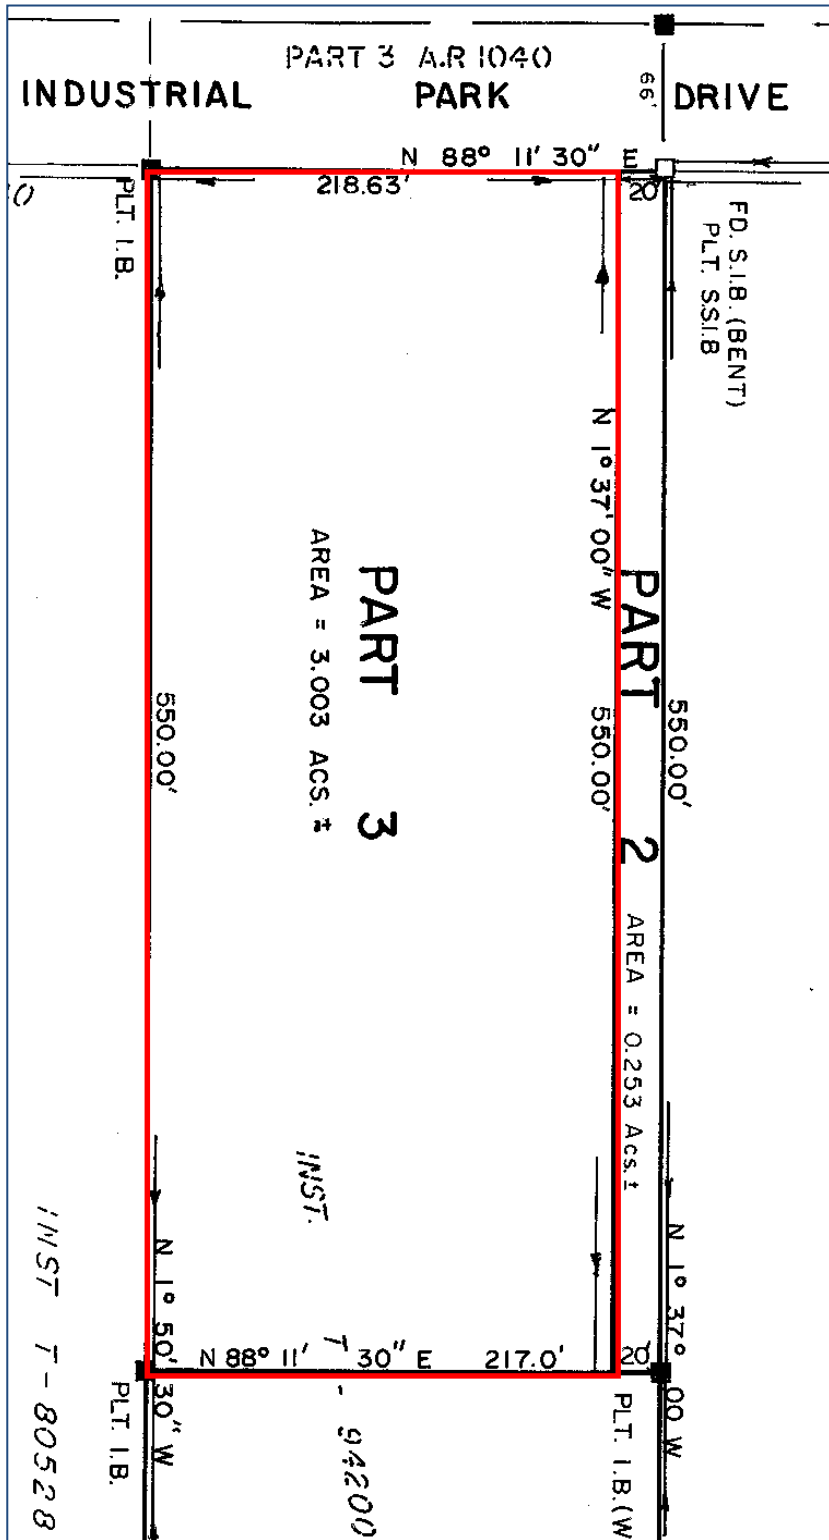 PART 3 A.R 1040
INDUSTRIAL PARK DRIVE
66'
N 88° 11' 30" E
218.63'
20'
PLT. I.B.
FD. S.I.B. (BENT)
PLT. S.S.I.B
N 1° 37' 00" W
550.00'
PART 3
AREA = 3.003 ACS. ±
550.00'
PART 2
AREA = 0.253 Acs. ±
550.00'
INST. T - 94200
N 1° 50' 30" W
N 1° 37' 00 W
N 88° 11' 30" E 217.0'
20'
PLT. I.B.
PLT. I.B. (W
INST T-80528